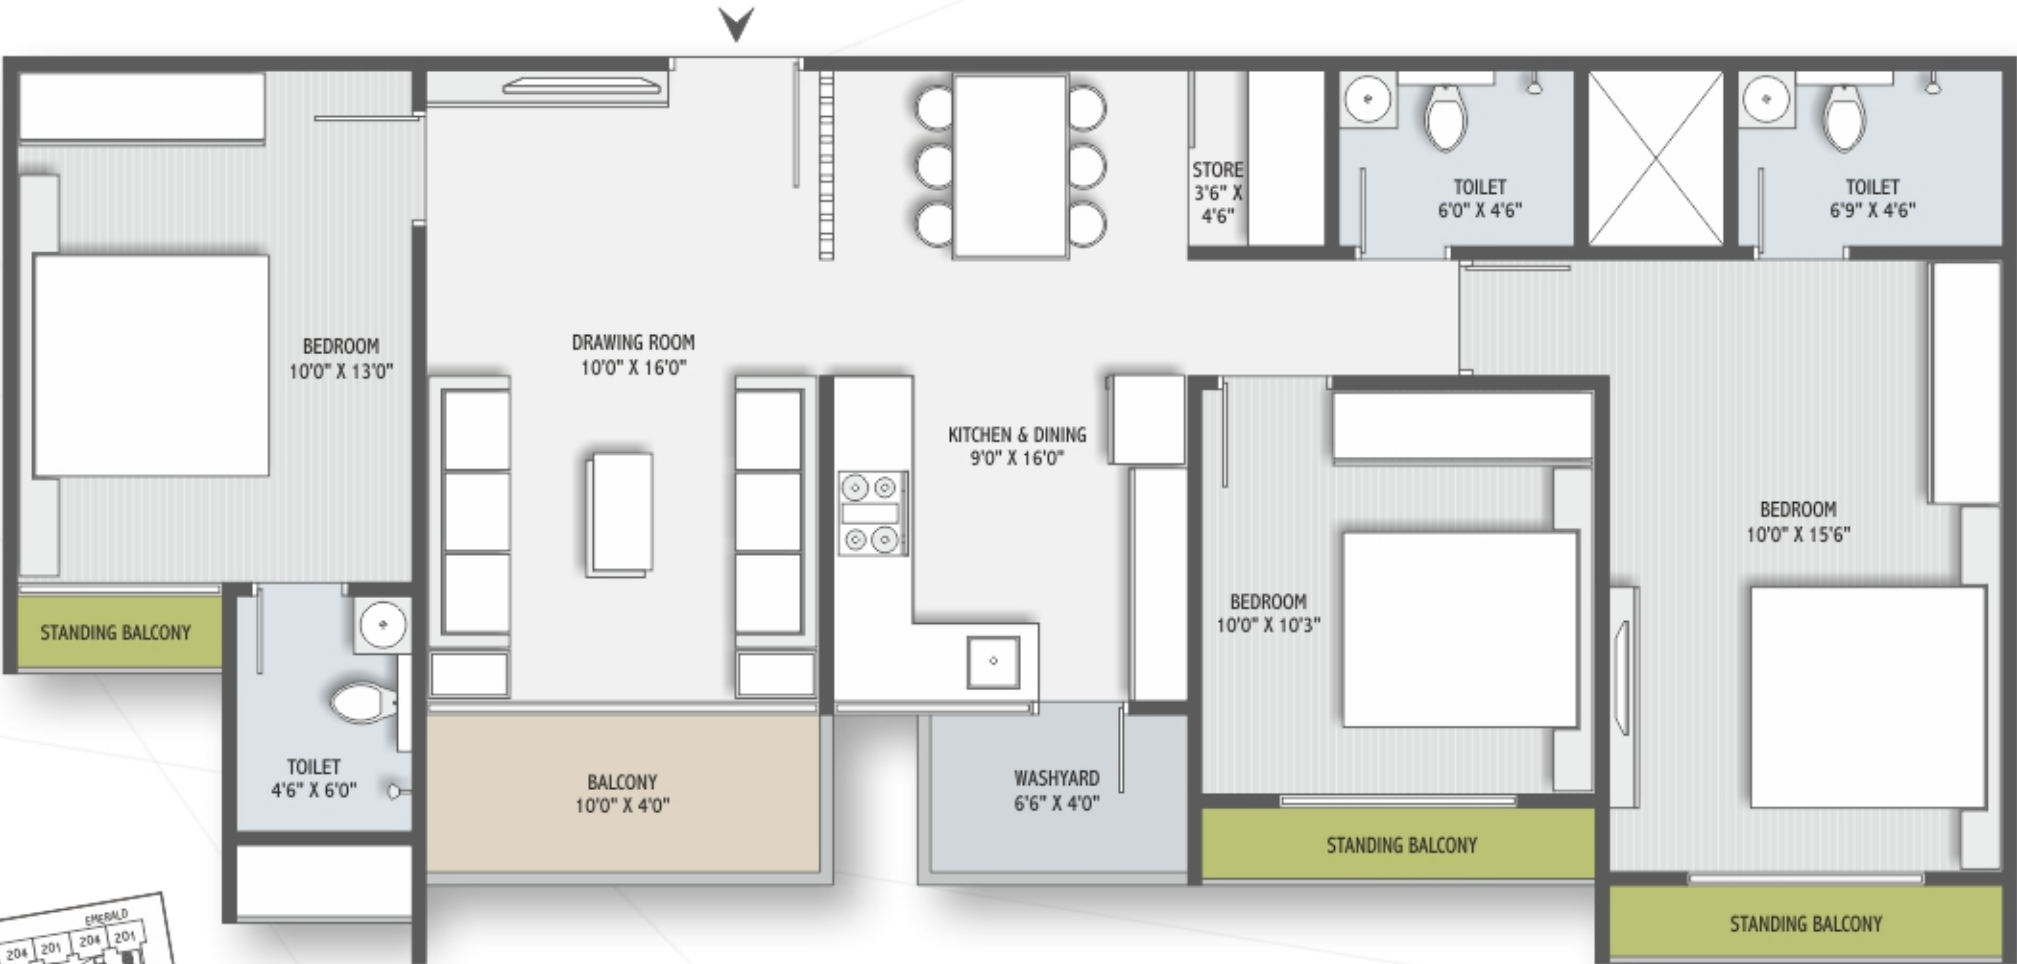 STORE
3'6" X
4'6"
TOILET
6'0" X 4'6"
TOILET
6'9" X 4'6"
BEDROOM
10'0" X 13'0"
DRAWING ROOM
10'0" X 16'0"
KITCHEN & DINING
9'0" X 16'0"
BEDROOM
10'0" X 15'6"
BEDROOM
10'0" X 10'3"
STANDING BALCONY
TOILET
4'6" X 6'0"
BALCONY
10'0" X 4'0"
WASHYARD
6'6" X 4'0"
STANDING BALCONY
STANDING BALCONY
EMERALD
204 201 204 201